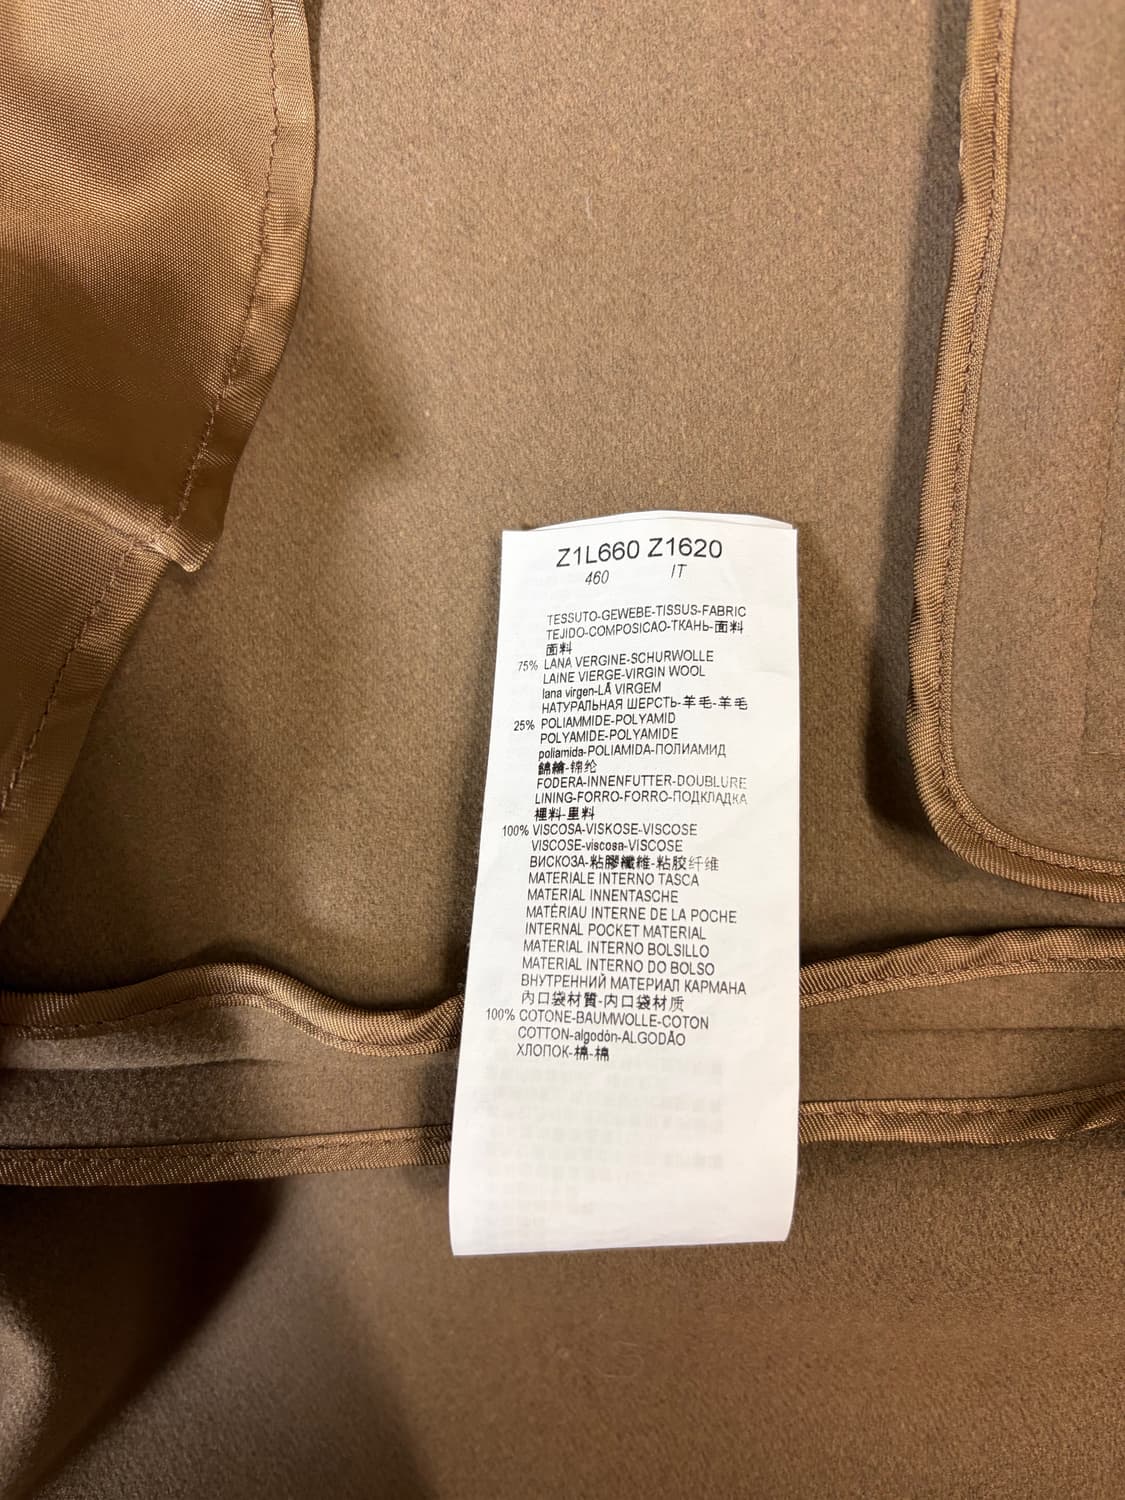 Z1L660 Z1620
460 IT
TESSUTO-GEWEBE-TISSUS-FABRIC
TEJIDO-COMPOSICAO-ТКАНЬ-面料
面料
75% LANA VERGINE-SCHURWOLLE
LAINE VIERGE-VIRGIN WOOL
lana virgen-LÃ VIRGEM
НАТУРАЛЬНАЯ ШЕРСТЬ-羊毛-羊毛
25% POLIAMMIDE-POLYAMID
POLYAMIDE-POLYAMIDE
poliamida-POLIAMIDA-ПОЛИАМИД
錦綸-锦纶
FODERA-INNENFUTTER-DOUBLURE
LINING-FORRO-FORRO-ПОДКЛАДКА
裡料-里料
100% VISCOSA-VISKOSE-VISCOSE
VISCOSE-viscosa-VISCOSE
ВИСКОЗА-粘膠纖維-粘胶纤维
MATERIALE INTERNO TASCA
MATERIAL INNENTASCHE
MATÉRIAU INTERNE DE LA POCHE
INTERNAL POCKET MATERIAL
MATERIAL INTERNO BOLSILLO
MATERIAL INTERNO DO BOLSO
ВНУТРЕННИЙ МАТЕРИАЛ КАРМАНА
內口袋材質-内口袋材质
100% COTONE-BAUMWOLLE-COTON
COTTON-algodón-ALGODÃO
ХЛОПОК-棉-棉